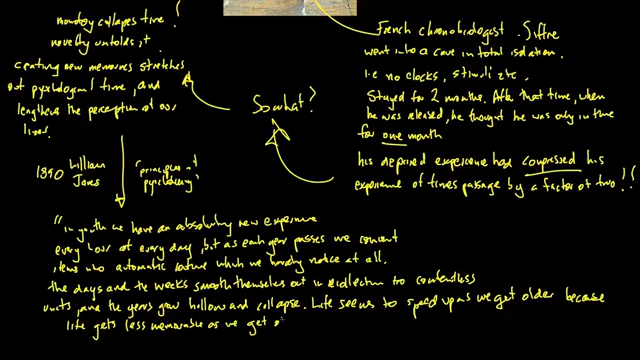 monotony collapses time!
novelty unfolds it
creating new memories stretches
out psychological time, and
lengthens the perception of our
lives.
1890 William
James
"principles of
psychology"
So what?
French chronobiologist Siffre
went into a cave in total isolation.
i.e no clocks, stimuli etc.
Stayed for 2 months. After that time, when
he was released, he thought he was only in there
for one month
his deprived experience had compressed his
experience of times passage by a factor of two!!
"In youth we have an absolutely new experience
every hour of every day, but as each year passes we convert
items into automatic routine which we hardly notice at all.
The days and the weeks smooth themselves out in recollection to contentless
units, and the years grow hollow and collapse. Life seems to speed up as we get older because
life gets less memorable as we get o